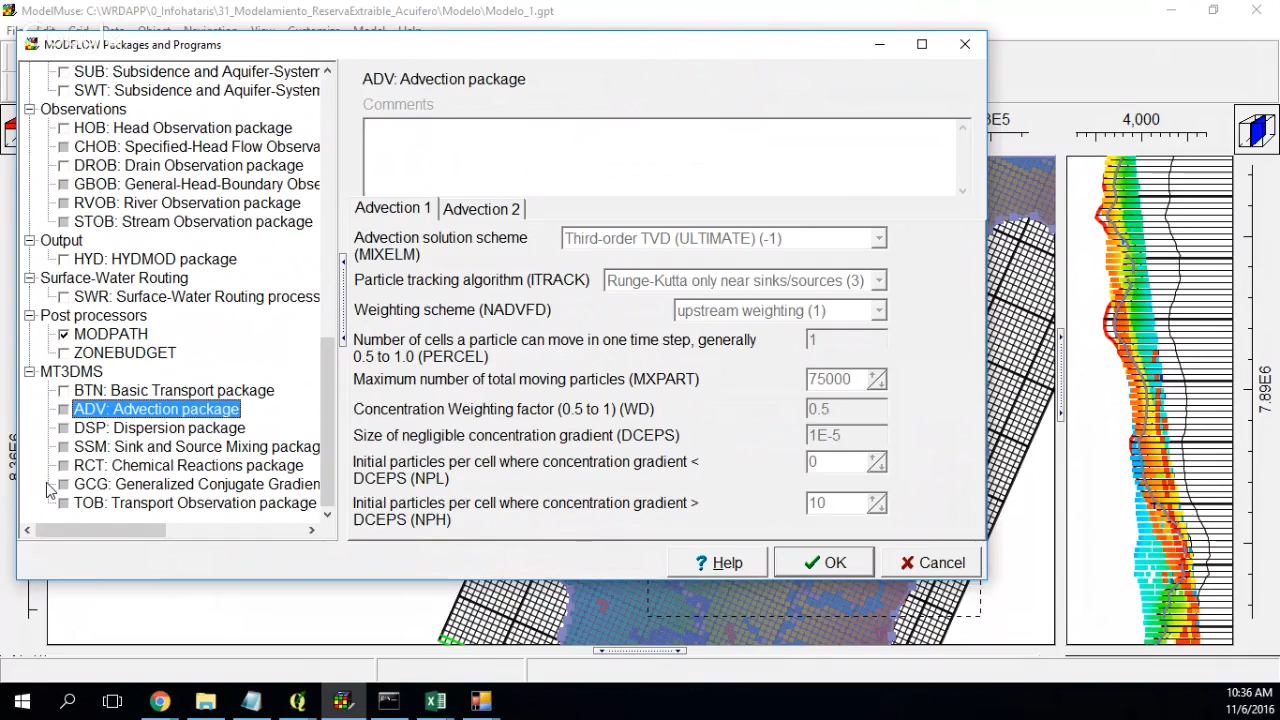 ModelMuse: C:\WRDAPP\0_Infohataris\31_Modelamiento_ReservaExtraible_Acuifero\Modelo\Modelo_1.gpt
MODFLOW Packages and Programs
SUB: Subsidence and Aquifer-System
SWT: Subsidence and Aquifer-System
Observations
HOB: Head Observation package
CHOB: Specified-Head Flow Observa
DROB: Drain Observation package
GBOB: General-Head-Boundary Obse
RVOB: River Observation package
STOB: Stream Observation package
Output
HYD: HYDMOD package
Surface-Water Routing
SWR: Surface-Water Routing process
Post processors
MODPATH
ZONEBUDGET
MT3DMS
BTN: Basic Transport package
ADV: Advection package
DSP: Dispersion package
SSM: Sink and Source Mixing packag
RCT: Chemical Reactions package
GCG: Generalized Conjugate Gradien
TOB: Transport Observation package
ADV: Advection package
Comments
Advection 1
Advection 2
Advection solution scheme
(MIXELM)
Third-order TVD (ULTIMATE) (-1)
Particle tracking algorithm (ITRACK)
Runge-Kutta only near sinks/sources (3)
Weighting scheme (NADVFD)
upstream weighting (1)
Number of cells a particle can move in one time step, generally
0.5 to 1.0 (PERCEL)
1
Maximum number of total moving particles (MXPART)
75000
Concentration Weighting factor (0.5 to 1) (WD)
0.5
Size of negligible concentration gradient (DCEPS)
1E-5
Initial particles per cell where concentration gradient <
DCEPS (NPL)
0
Initial particles per cell where concentration gradient >
DCEPS (NPH)
10
? Help
OK
Cancel
4,000
7.89E6
10:36 AM
11/6/2016